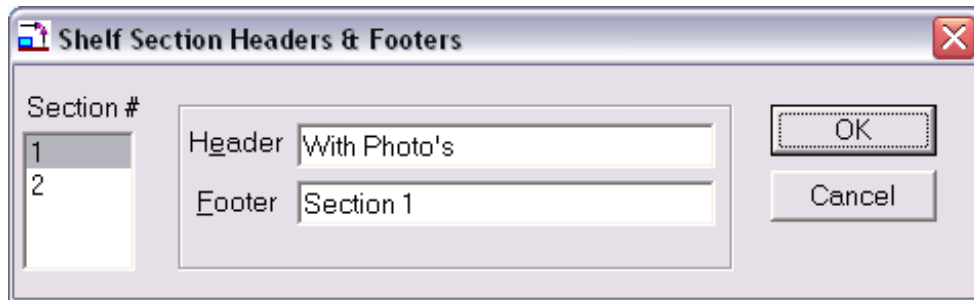 Shelf Section Headers & Footers
Section #
1
2
Header
With Photo's
Footer
Section 1
OK
Cancel